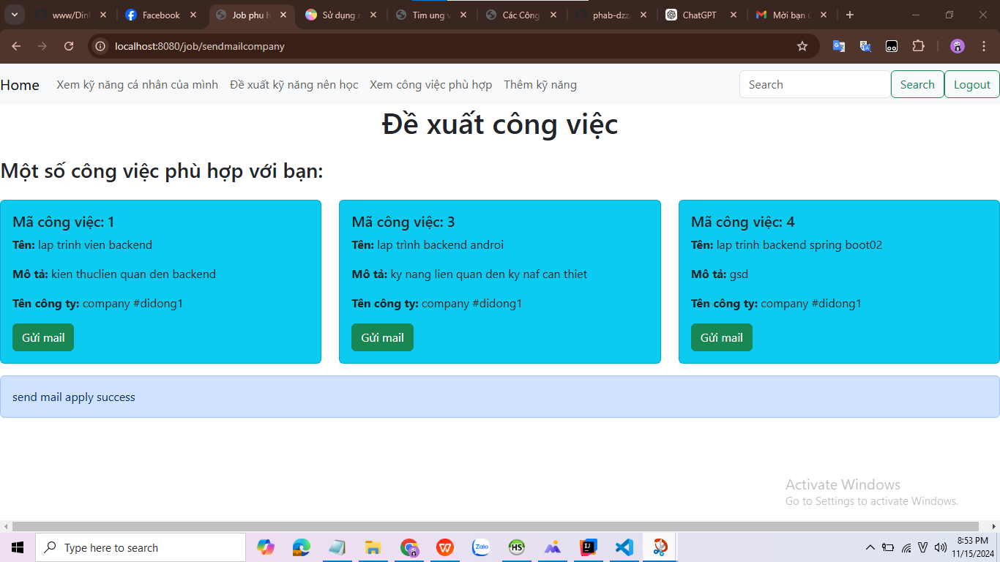 www/Dinh
Facebook
Job phu h
Sử dụng
Tim ung v
Các Công
phab-dzz
ChatGPT
Mời bạn
localhost:8080/job/sendmailcompany
Home
Xem kỹ năng cá nhân của mình
Đề xuất kỹ năng nên học
Xem công việc phù hợp
Thêm kỹ năng
Search
Search
Logout
Đề xuất công việc
Một số công việc phù hợp với bạn:
Mã công việc: 1
Tên: lap trinh vien backend
Mô tả: kien thuclien quan den backend
Tên công ty: company #didong1
Gửi mail
Mã công việc: 3
Tên: lap trình backend androi
Mô tả: ky nang lien quan den ky naf can thiet
Tên công ty: company #didong1
Gửi mail
Mã công việc: 4
Tên: lap trinh backend spring boot02
Mô tả: gsd
Tên công ty: company #didong1
Gửi mail
send mail apply success
Activate Windows
Go to Settings to activate Windows.
Type here to search
Zalo
HS
8:53 PM
11/15/2024